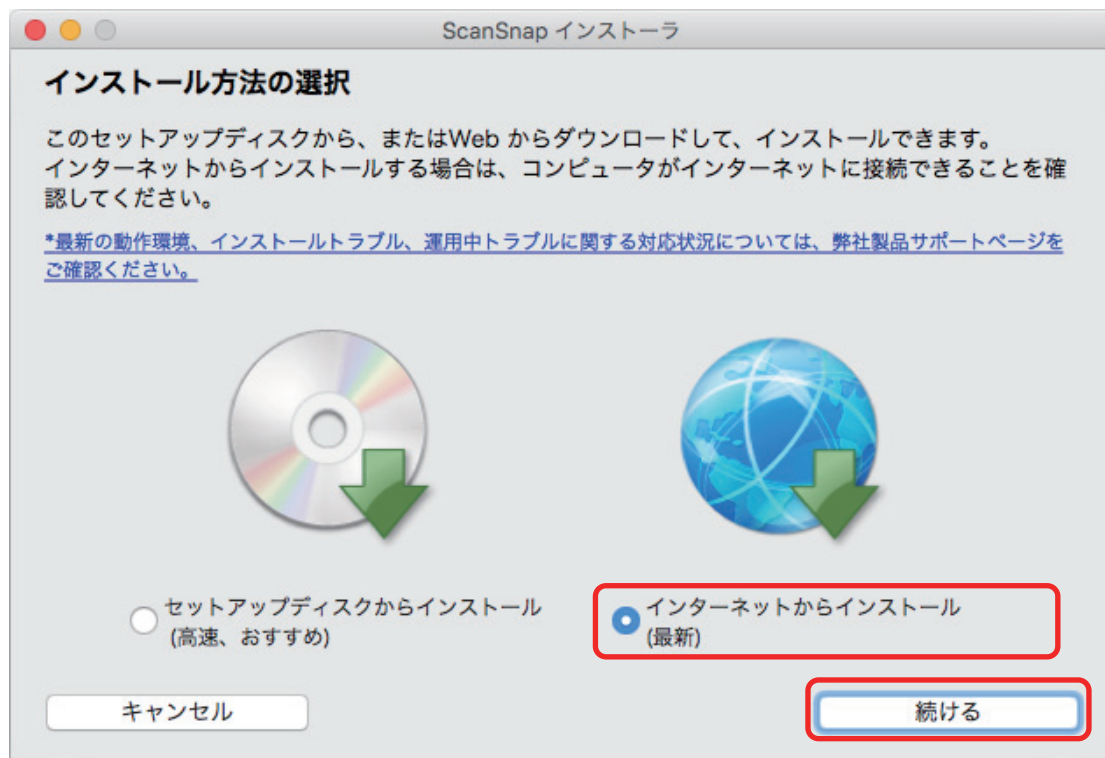 ScanSnap インストーラ
インストール方法の選択
このセットアップディスクから、またはWeb からダウンロードして、インストールできます。
インターネットからインストールする場合は、コンピュータがインターネットに接続できることを確
認してください。
*最新の動作環境、インストールトラブル、運用中トラブルに関する対応状況については、弊社製品サポートページを
ご確認ください。
セットアップディスクからインストール
(高速、おすすめ)
インターネットからインストール
(最新)
キャンセル
続ける